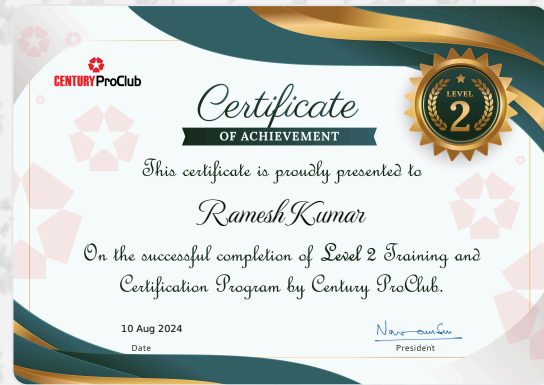 CENTURY ProClub
LEVEL
2
Certificate
OF ACHIEVEMENT
This certificate is proudly presented to
Ramesh Kumar
On the successful completion of Level 2 Training and
Certification Program by Century ProClub.
10 Aug 2024
Date
President